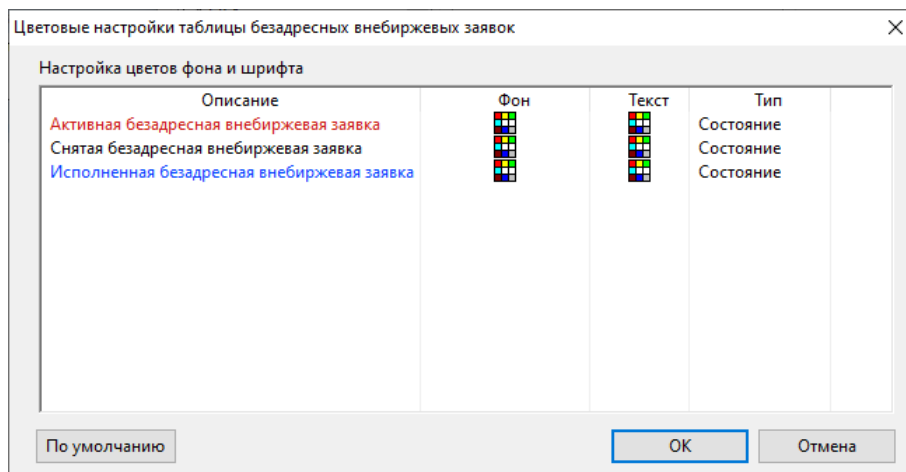 Цветовые настройки таблицы безадресных внебиржевых заявок
Настройка цветов фона и шрифта
Описание Фон Текст Тип
Активная безадресная внебиржевая заявка Состояние
Снятая безадресная внебиржевая заявка Состояние
Исполненная безадресная внебиржевая заявка Состояние
По умолчанию ОК Отмена